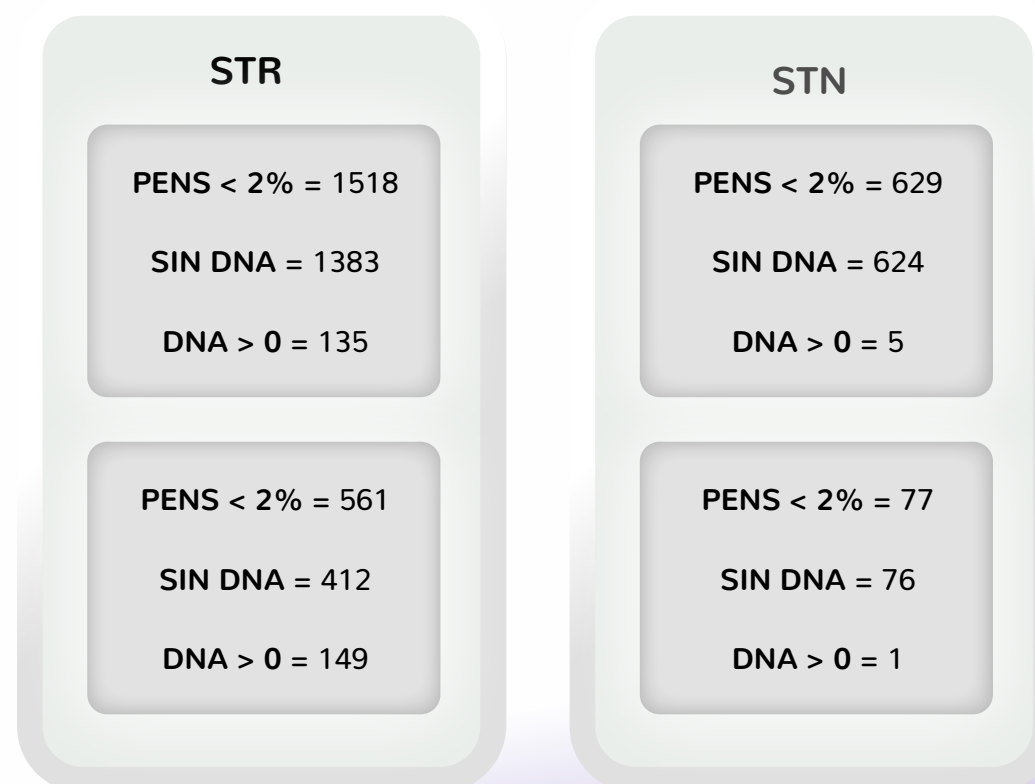 STR
PENS < 2% = 1518
SIN DNA = 1383
DNA > 0 = 135
PENS < 2% = 561
SIN DNA = 412
DNA > 0 = 149
STN
PENS < 2% = 629
SIN DNA = 624
DNA > 0 = 5
PENS < 2% = 77
SIN DNA = 76
DNA > 0 = 1